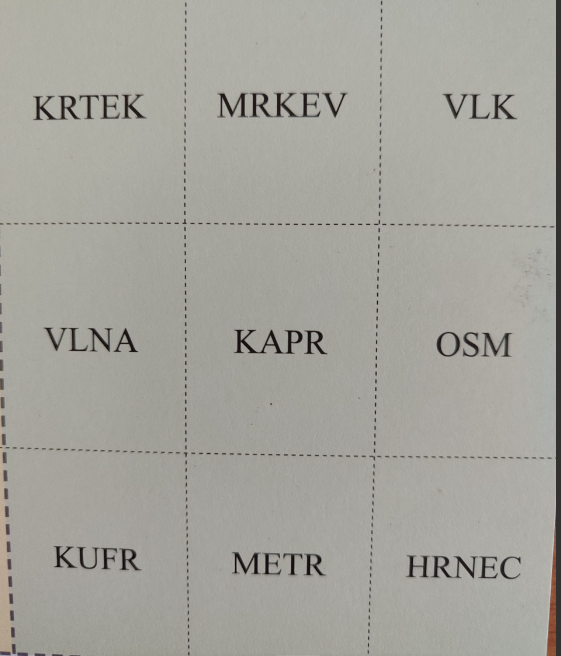 KRTEK MRKEV VLK
VLNA KAPR OSM
KUFR METR HRNEC